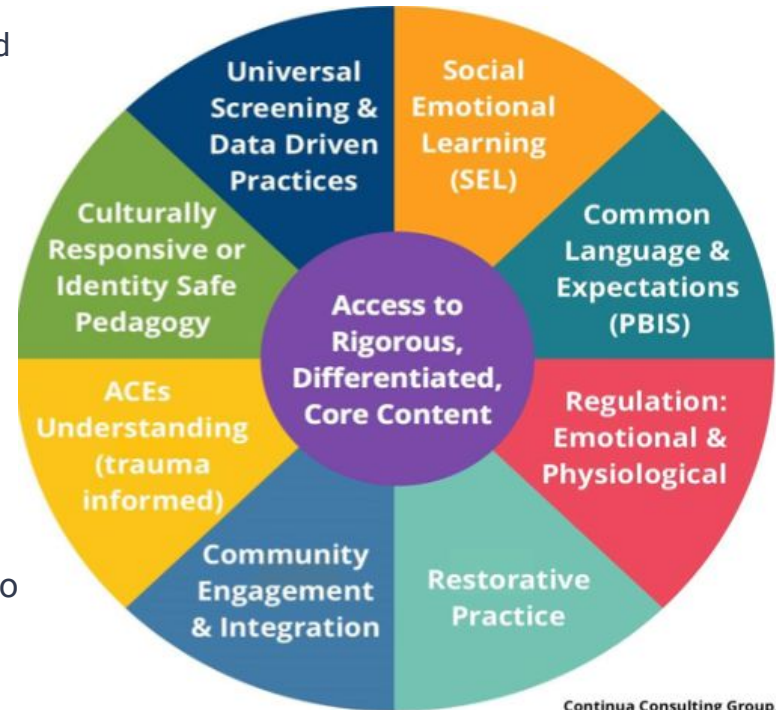 d
Universal
Screening &
Data Driven
Practices
Social
Emotional
Learning
(SEL)
Common
Language &
Expectations
(PBIS)
Regulation:
Emotional &
Physiological
Restorative
Practice
Community
Engagement
& Integration
ACEs
Understanding
(trauma
informed)
Culturally
Responsive or
Identity Safe
Pedagogy
Access to
Rigorous,
Differentiated,
Core Content
o
Continua Consulting Group